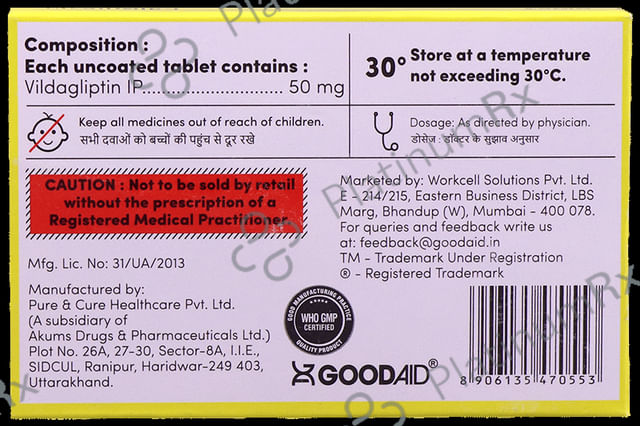 Composition :
Each uncoated tablet contains :
Vildagliptin IP.............................. 50 mg
30° Store at a temperature
not exceeding 30°C.
Keep all medicines out of reach of children.
सभी दवाओं को बच्चों की पहुंच से दूर रखे
Dosage: As directed by physician.
डोसेज : डॉक्टर के सुझाव अनुसार
CAUTION : Not to be sold by retail
without the prescription of a
Registered Medical Practitioner
Mfg. Lic. No: 31/UA/2013
Manufactured by:
Pure & Cure Healthcare Pvt. Ltd.
(A subsidiary of
Akums Drugs & Pharmaceuticals Ltd.)
Plot No. 26A, 27-30, Sector-8A, I.I.E.,
SIDCUL, Ranipur, Haridwar-249 403,
Uttarakhand.
Marketed by: Workcell Solutions Pvt. Ltd.
E - 214/215, Eastern Business District, LBS
Marg, Bhandup (W), Mumbai - 400 078.
For queries and feedback write us
at: feedback@goodaid.in
TM - Trademark Under Registration
® - Registered Trademark
GOOD MANUFACTURING PRACTICE
WHO GMP
CERTIFIED
QUALITY PRODUCT
GOODAID®
8 906135 470553
PlatinumRx
PlatinumRx